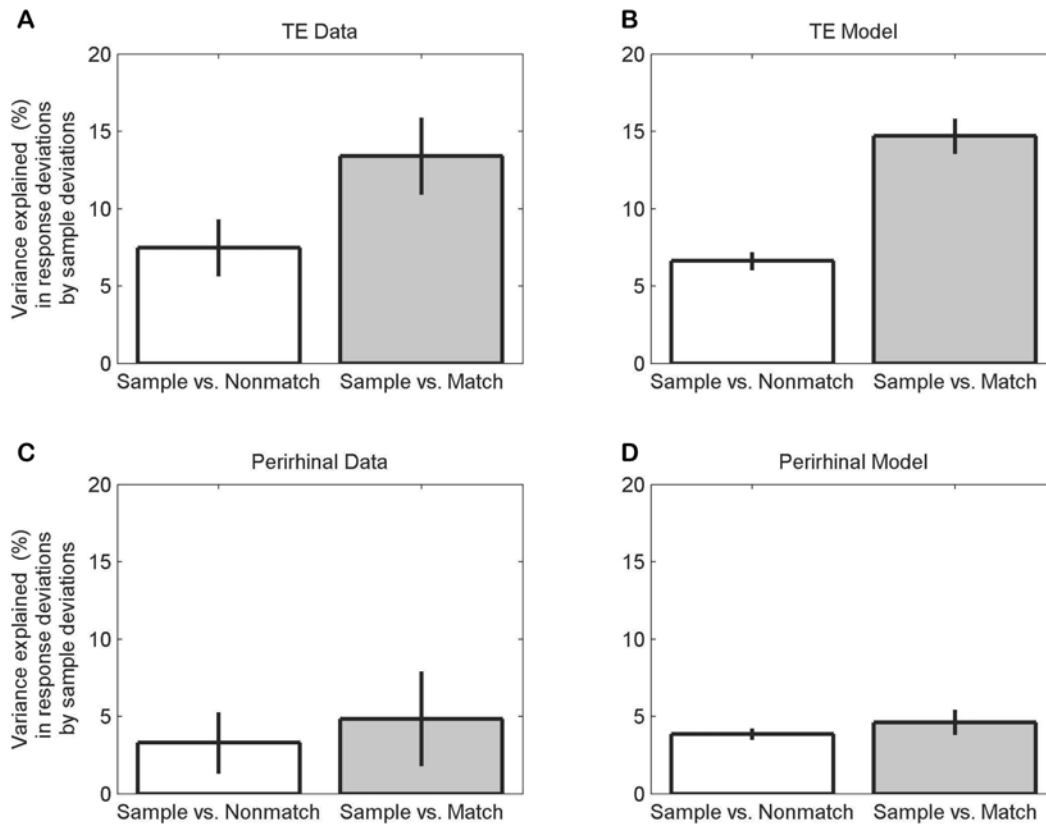 A
TE Data
Variance explained (%)
in response deviations
by sample deviations
20
15
10
5
0
Sample vs. Nonmatch
Sample vs. Match
B
TE Model
20
15
10
5
0
Sample vs. Nonmatch
Sample vs. Match
C
Perirhinal Data
Variance explained (%)
in response deviations
by sample deviations
20
15
10
5
0
Sample vs. Nonmatch
Sample vs. Match
D
Perirhinal Model
20
15
10
5
0
Sample vs. Nonmatch
Sample vs. Match